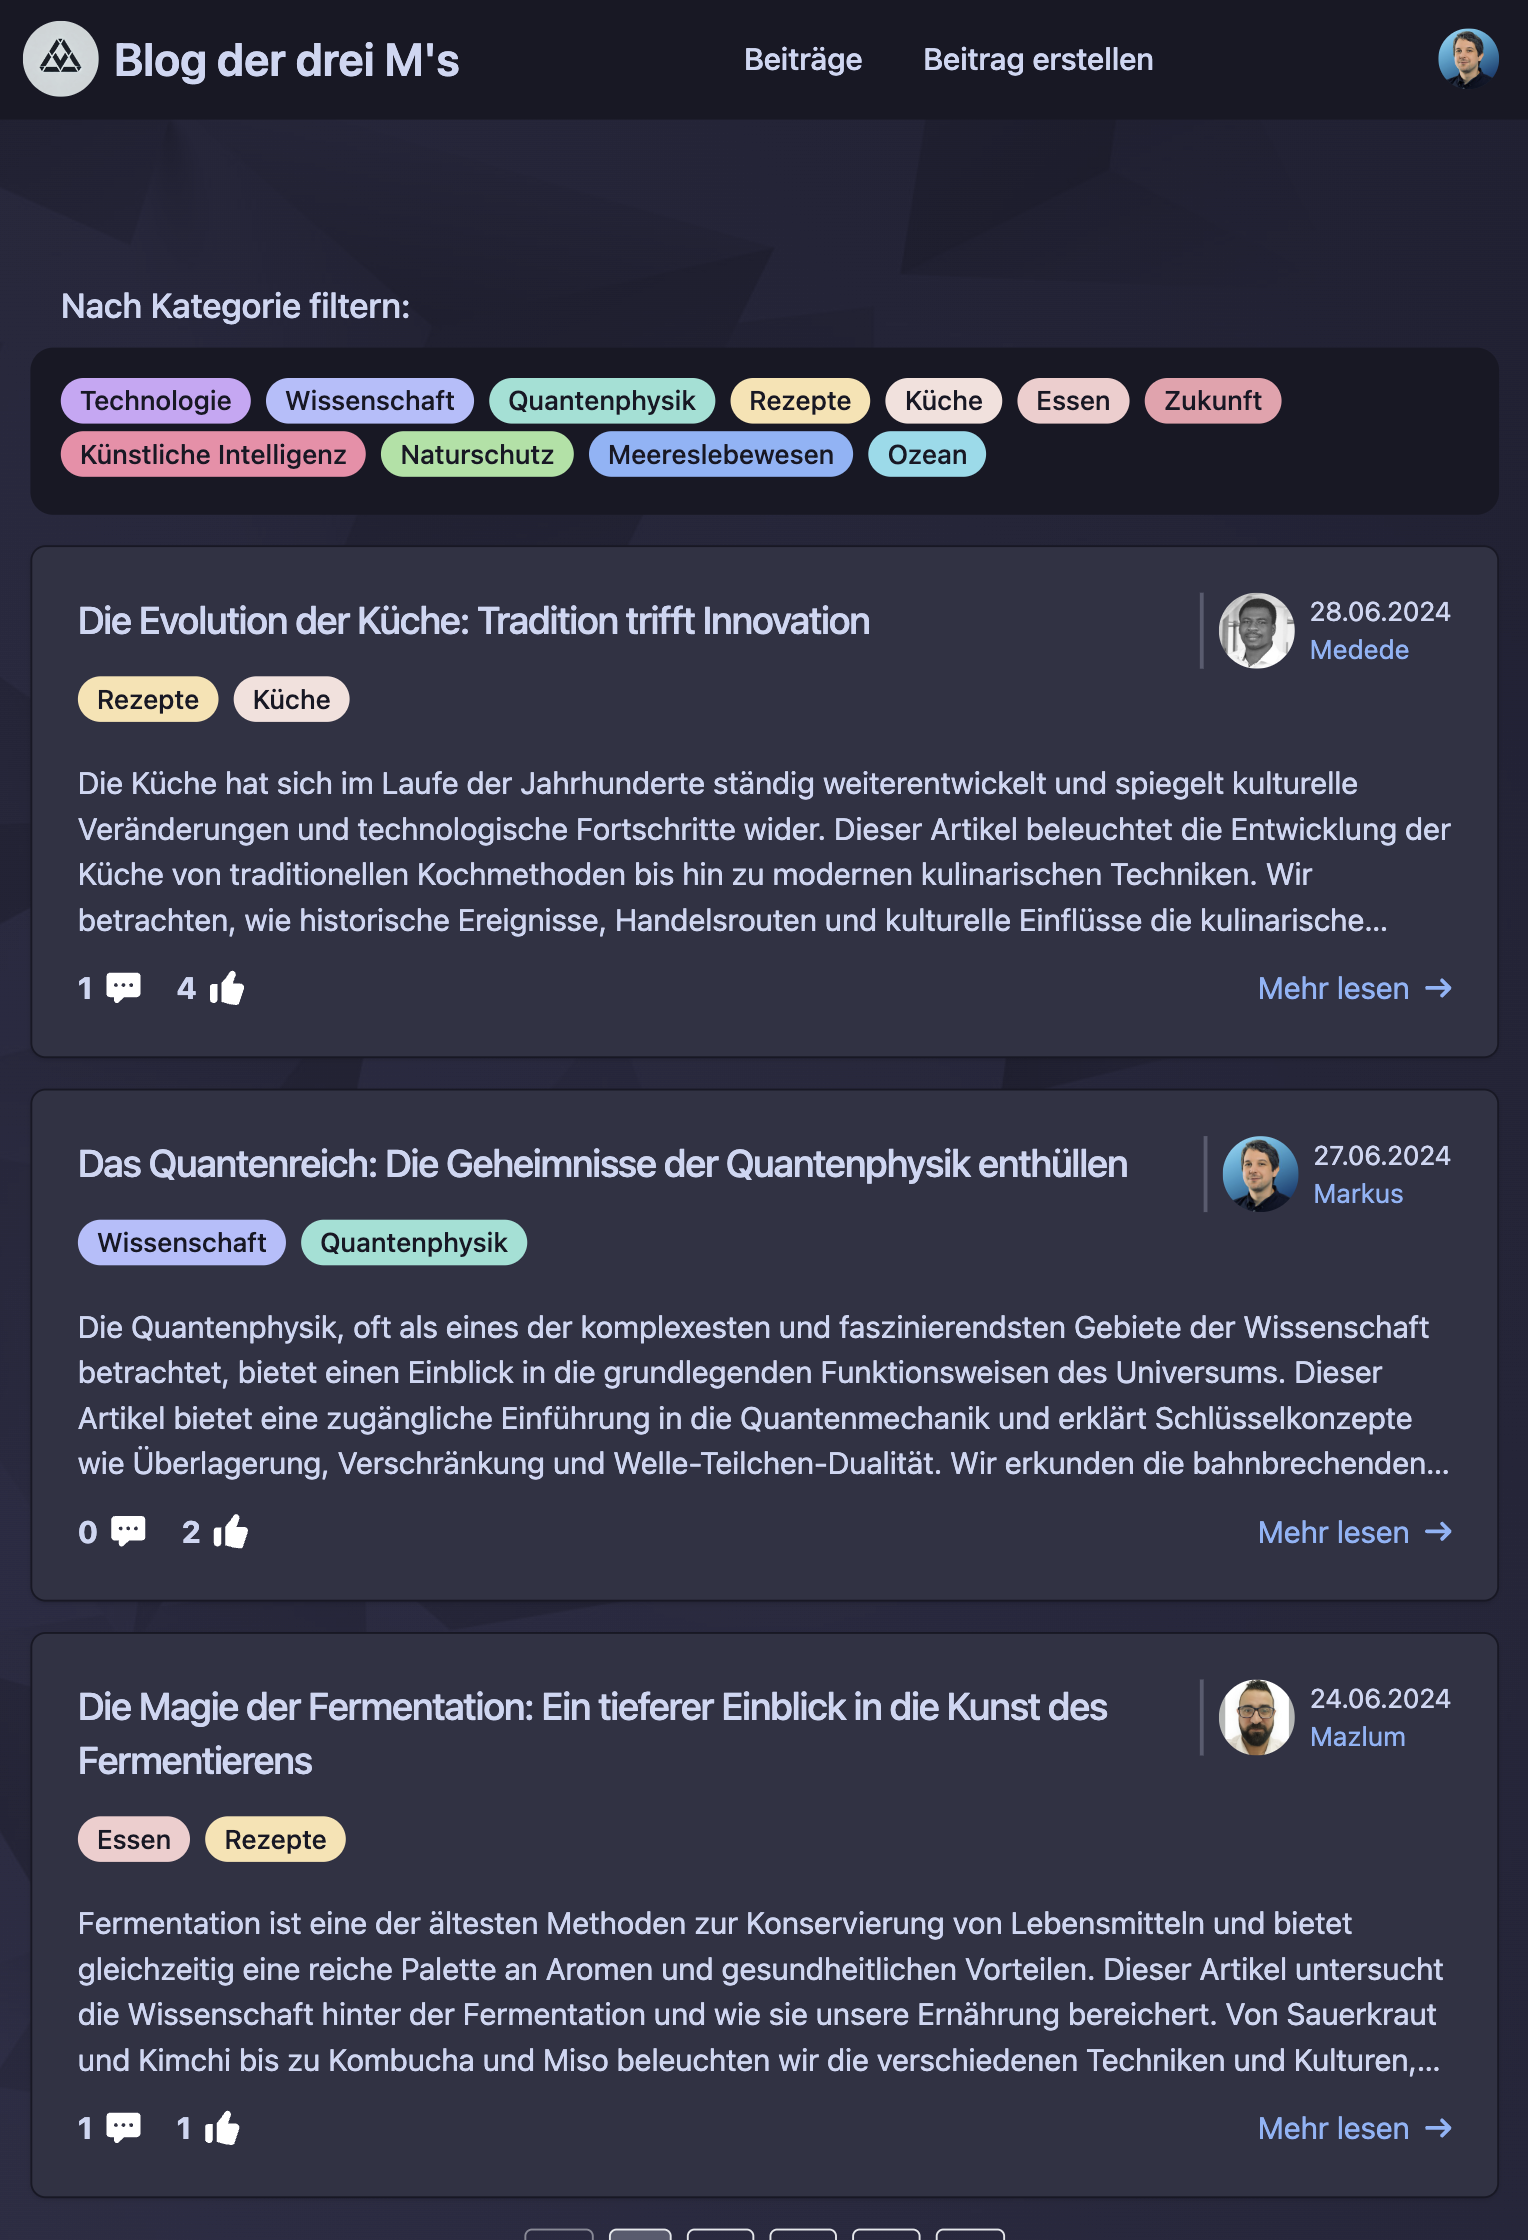 Blog der drei M's
Beiträge
Beitrag erstellen
Nach Kategorie filtern:
Technologie
Wissenschaft
Quantenphysik
Rezepte
Küche
Essen
Zukunft
Künstliche Intelligenz
Naturschutz
Meereslebewesen
Ozean
Die Evolution der Küche: Tradition trifft Innovation
28.06.2024
Medede
Rezepte
Küche
Die Küche hat sich im Laufe der Jahrhunderte ständig weiterentwickelt und spiegelt kulturelle
Veränderungen und technologische Fortschritte wider. Dieser Artikel beleuchtet die Entwicklung der
Küche von traditionellen Kochmethoden bis hin zu modernen kulinarischen Techniken. Wir
betrachten, wie historische Ereignisse, Handelsrouten und kulturelle Einflüsse die kulinarische...
1
4
Mehr lesen →
Das Quantenreich: Die Geheimnisse der Quantenphysik enthüllen
27.06.2024
Markus
Wissenschaft
Quantenphysik
Die Quantenphysik, oft als eines der komplexesten und faszinierendsten Gebiete der Wissenschaft
betrachtet, bietet einen Einblick in die grundlegenden Funktionsweisen des Universums. Dieser
Artikel bietet eine zugängliche Einführung in die Quantenmechanik und erklärt Schlüsselkonzepte
wie Überlagerung, Verschränkung und Welle-Teilchen-Dualität. Wir erkunden die bahnbrechenden...
0
2
Mehr lesen →
Die Magie der Fermentation: Ein tieferer Einblick in die Kunst des
Fermentierens
24.06.2024
Mazlum
Essen
Rezepte
Fermentation ist eine der ältesten Methoden zur Konservierung von Lebensmitteln und bietet
gleichzeitig eine reiche Palette an Aromen und gesundheitlichen Vorteilen. Dieser Artikel untersucht
die Wissenschaft hinter der Fermentation und wie sie unsere Ernährung bereichert. Von Sauerkraut
und Kimchi bis zu Kombucha und Miso beleuchten wir die verschiedenen Techniken und Kulturen,...
1
1
Mehr lesen →